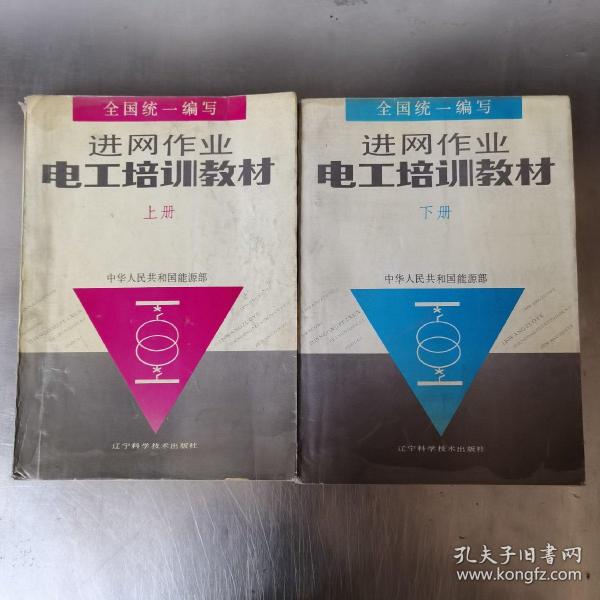 全国统一编写
进网作业
电工培训教材
上册
中华人民共和国能源部
辽宁科学技术出版社
全国统一编写
进网作业
电工培训教材
下册
中华人民共和国能源部
辽宁科学技术出版社
孔夫子旧书网
www.kongfz.com